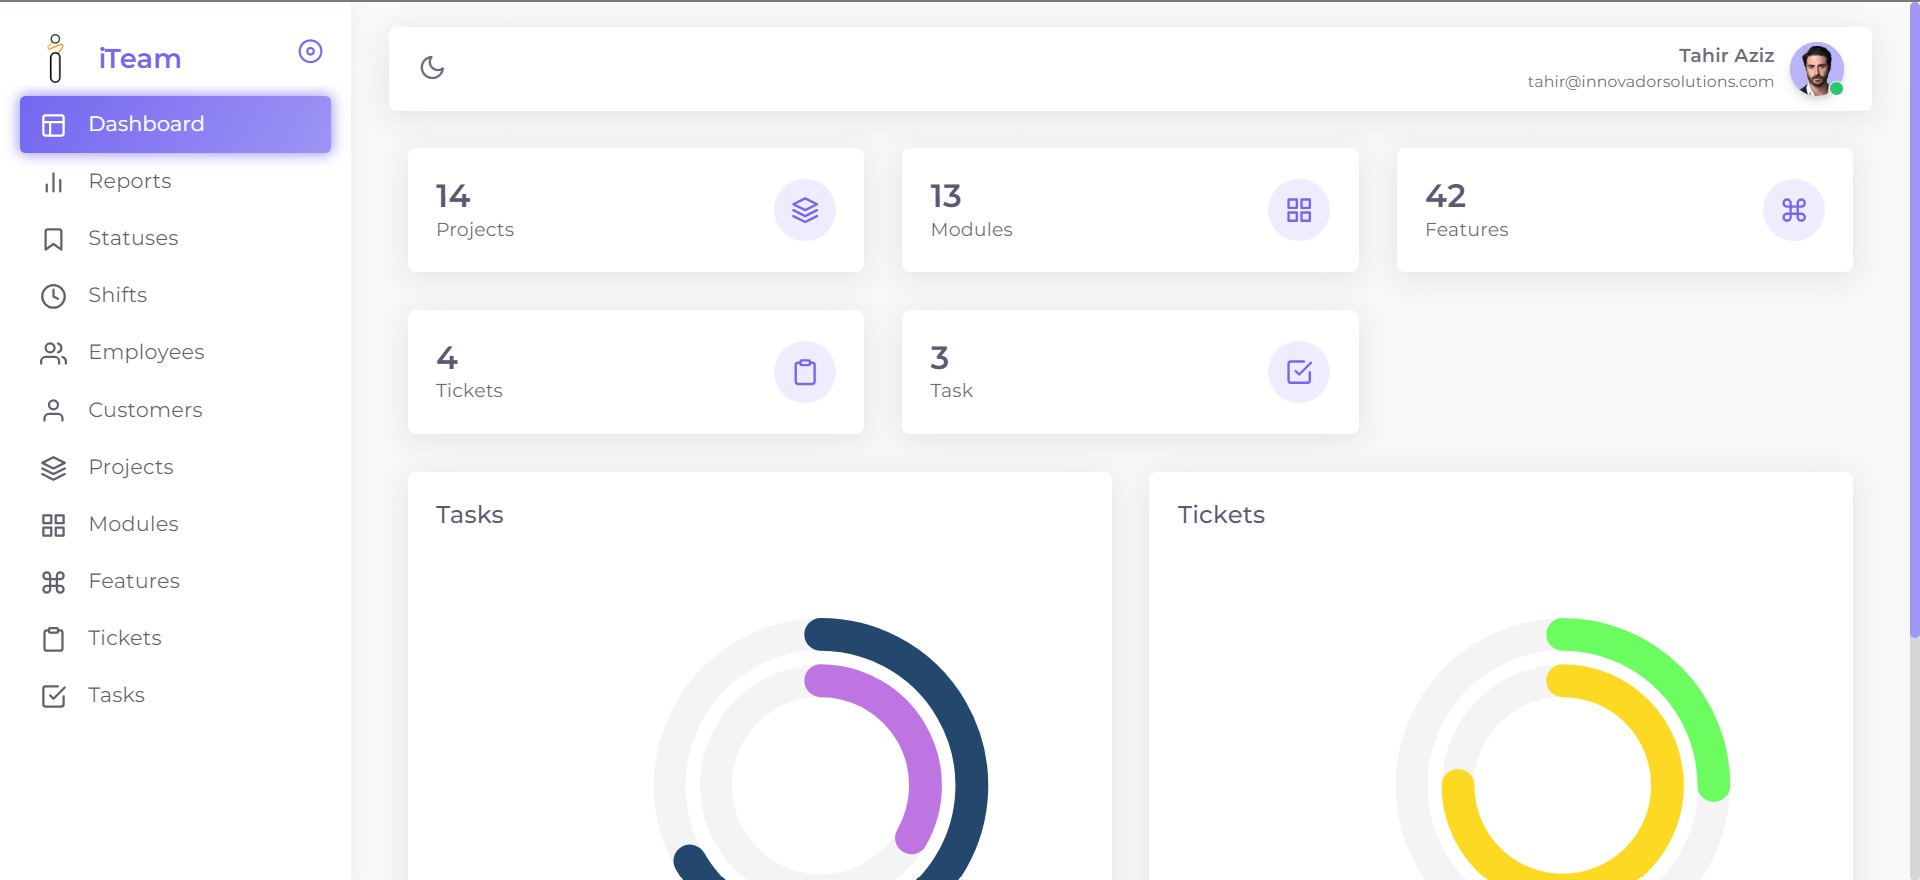 iTeam
Dashboard
Reports
Statuses
Shifts
Employees
Customers
Projects
Modules
Features
Tickets
Tasks
Tahir Aziz
tahir@innovadorsolutions.com
14
Projects
13
Modules
42
Features
4
Tickets
3
Task
Tasks
Tickets